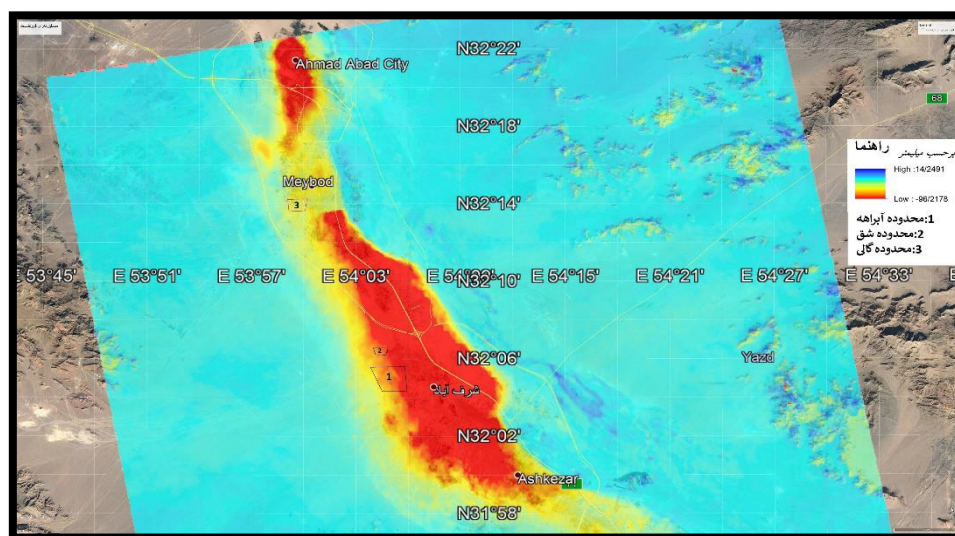 N32°22'
Ahmad Abad City
68
N32°18'
راهنما
برحسب میلیمتر
High :14/2491
Low : -96/2178
Meybod
3
N32°14'
1:محدوده آبراهه
2:محدوده شق
3:محدوده گالی
E 53°45'
E 53°51'
E 53°57'
E 54°03'
N32°10'
E 54°15'
E 54°21'
E 54°27'
E 54°33'
N32°06'
Yazd
2
1
شرف آباد
N32°02'
Ashkezar
N31°58'